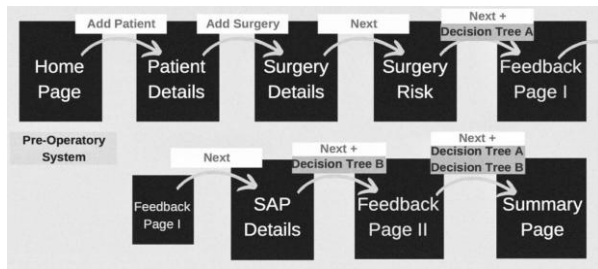 Add Patient
Add Surgery
Next
Next +
Decision Tree A
Home
Page
Patient
Details
Surgery
Details
Surgery
Risk
Feedback
Page I
Pre-Operatory
System
Next
Next +
Decision Tree B
Next +
Decision Tree A
Decision Tree B
Feedback
Page I
SAP
Details
Feedback
Page II
Summary
Page